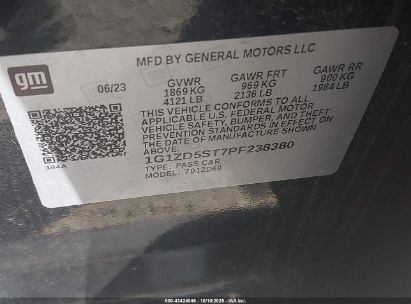 MFD BY GENERAL MOTORS LLC
gm
06/23 GVWR GAWR FRT GAWR RR
1869 KG 969 KG 900 KG
4121 LB 2136 LB 1984 LB
THIS VEHICLE CONFORMS TO ALL
APPLICABLE U.S. FEDERAL MOTOR
VEHICLE SAFETY, BUMPER, AND THEFT
PREVENTION STANDARDS IN EFFECT ON
THE DATE OF MANUFACTURE SHOWN
1G1ZD5ST7PF238380
TYPE: PASS CAR
MODEL: 701ZD69
384A